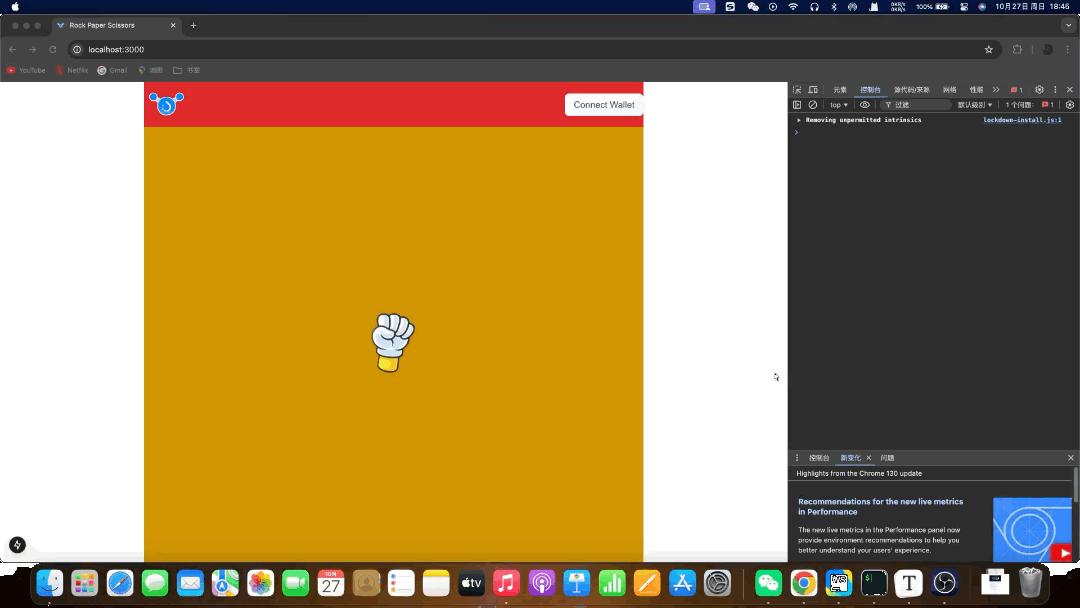 10月27日 周日 18:45
100%
0KB/s
0KB/s
Rock Paper Scissors
localhost:3000
YouTube
Netflix
Gmail
地图
书签
Connect Wallet
元素
控制台
源代码/来源
网络
性能
1
top
过滤
默认级别
1 个问题:
1
Removing unpermitted intrinsics
lockdown-install.js:1
控制台
新变化
问题
Highlights from the Chrome 130 update
Recommendations for the new live metrics
in Performance
The new live metrics in the Performance panel now
provide environment recommendations to help you
better understand your users' experience.
tv
27
T